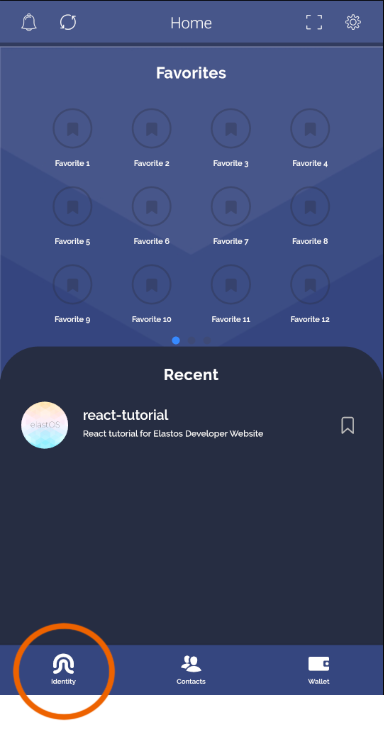 Home
Favorites
Favorite 1 Favorite 2 Favorite 3 Favorite 4
Favorite 5 Favorite 6 Favorite 7 Favorite 8
Favorite 9 Favorite 10 Favorite 11 Favorite 12
Recent
elastOS
react-tutorial
React tutorial for Elastos Developer Website
Identity Contacts Wallet